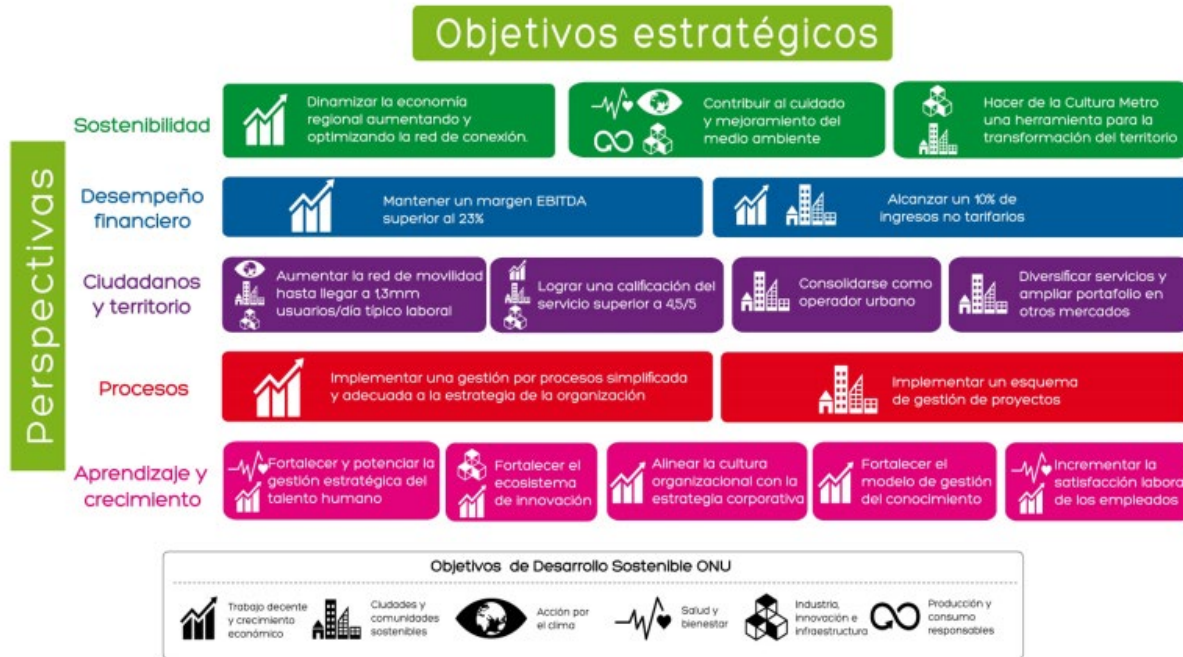 Objetivos estratégicos
Perspectivas
Sostenibilidad
Dinamizar la economía
regional aumentando y
optimizando la red de conexión.
Contribuir al cuidado
y mejoramiento del
medio ambiente
Hacer de la Cultura Metro
una herramienta para la
transformación del territorio
Desempeño
financiero
Mantener un margen EBITDA
superior al 23%
Alcanzar un 10% de
ingresos no tarifarios
Ciudadanos
y territorio
Aumentar la red de movilidad
hasta llegar a 1,3mm
usuarios/día típico laboral
Lograr una calificación del
servicio superior a 4,5/5
Consolidarse como
operador urbano
Diversificar servicios y
ampliar portafolio en
otros mercados
Procesos
Implementar una gestión por procesos simplificada
y adecuada a la estrategia de la organización
Implementar un esquema
de gestión de proyectos
Aprendizaje y
crecimiento
Fortalecer y potenciar la
gestión estratégica del
talento humano
Fortalecer el
ecosistema
de innovación
Alinear la cultura
organizacional con la
estrategia corporativa
Fortalecer el
modelo de gestión
del conocimiento
Incrementar la
satisfacción labora
de los empleados
Objetivos de Desarrollo Sostenible ONU
Trabajo decente
y crecimiento
económico
Ciudades y
comunidades
sostenibles
Acción por
el clima
Salud y
bienestar
Industria,
innovación e
infraestructura
Producción y
consumo
responsables